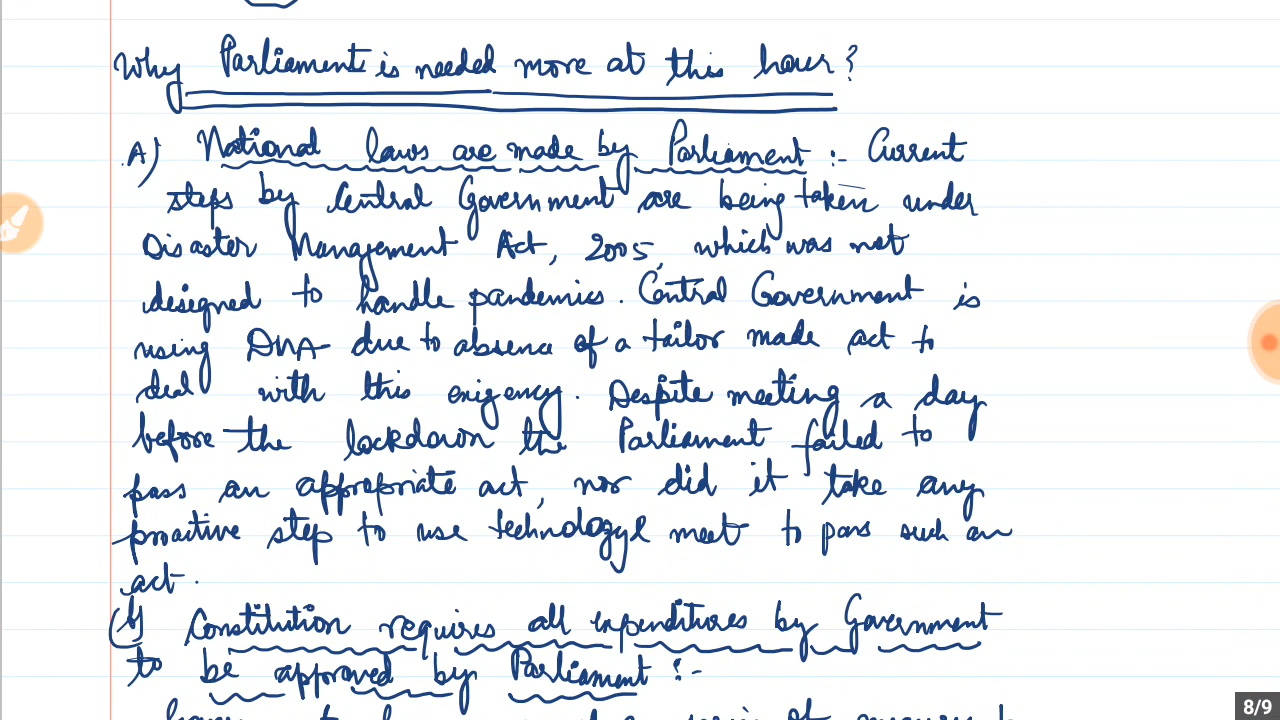 Why Parliament is needed more at this hour?
A) National laws are made by Parliament :- Current
steps by Central Government are being taken under
Disaster Management Act, 2005, which was not
designed to handle pandemics. Central Government is
using DMA due to absence of a tailor made act to
deal with this exigency. Despite meeting a day
before the lockdown the Parliament failed to
pass an appropriate act, nor did it take any
proactive step to use technology & meet to pass such an
act.
b) Constitution requires all expenditures by Government
to be approved by Parliament :-
8/9